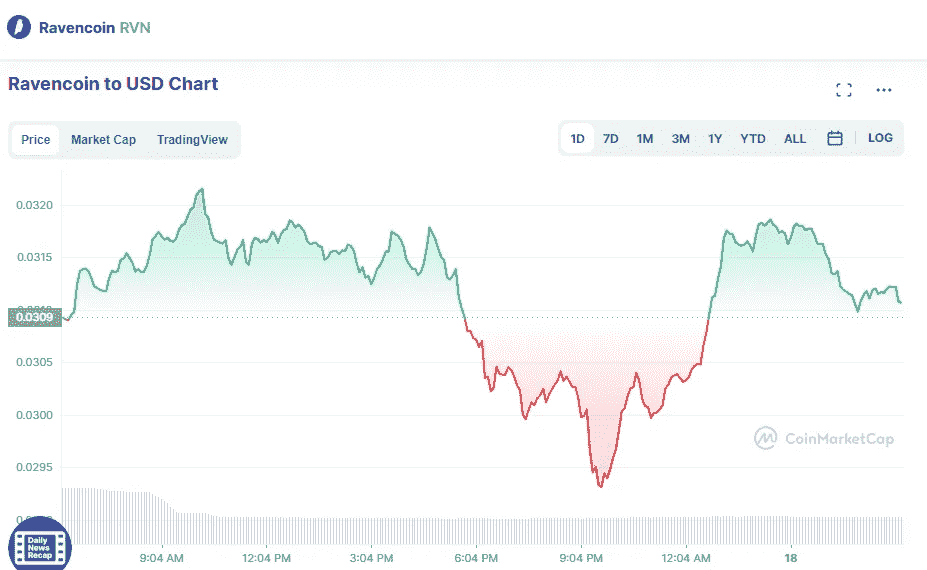 Ravencoin RVN
Ravencoin to USD Chart
Price Market Cap TradingView
1D 7D 1M 3M 1Y YTD ALL LOG
0.0320
0.0315
0.0309
0.0305
0.0300
0.0295
CoinMarketCap
Daily
News
Recap
9:04 AM 12:04 PM 3:04 PM 6:04 PM 9:04 PM 12:04 AM 18